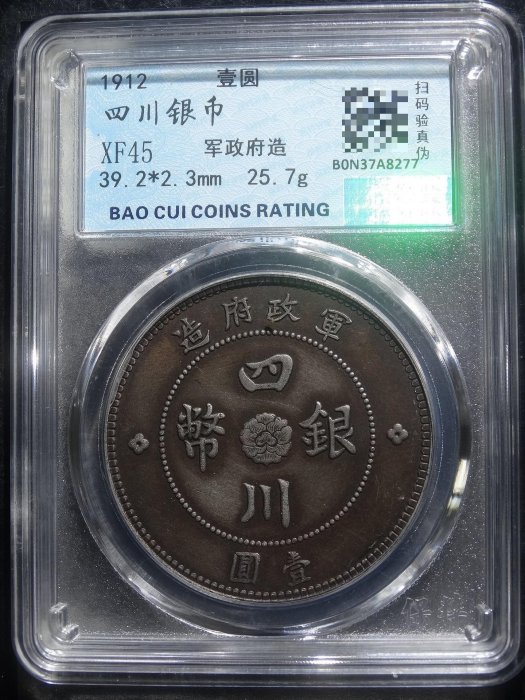 1912 壹圆
四川银币
XF45 军政府造
39.2*2.3mm 25.7g
BAO CUI COINS RATING
扫码验真伪
B0N37A8277
軍政府造
四川
銀幣
壹圓